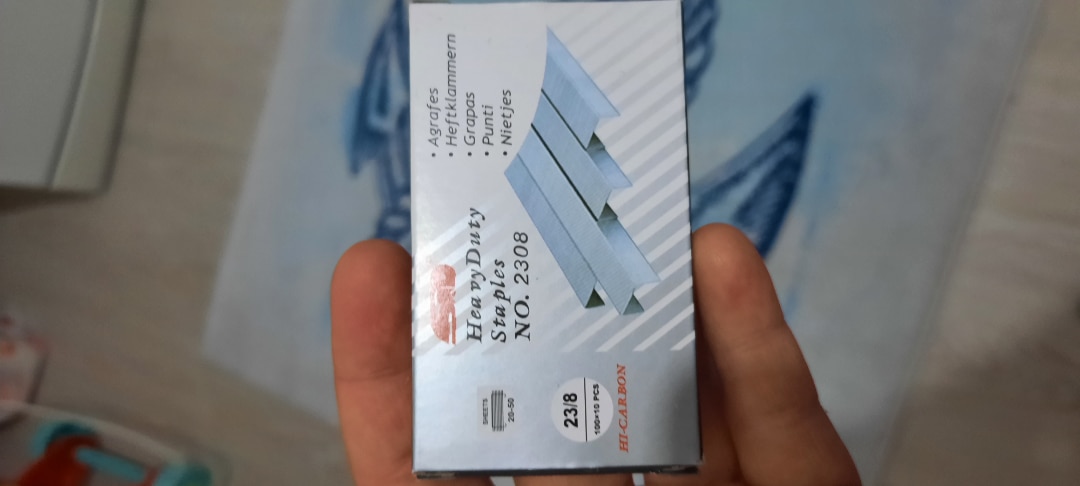 • Agrafes
• Heftklammern
• Grapas
• Punti
• Nietjes
Heavy Duty
Staples
NO. 2308
SHEETS
20-50
23/8
100×10 PCS
HI-CARBON